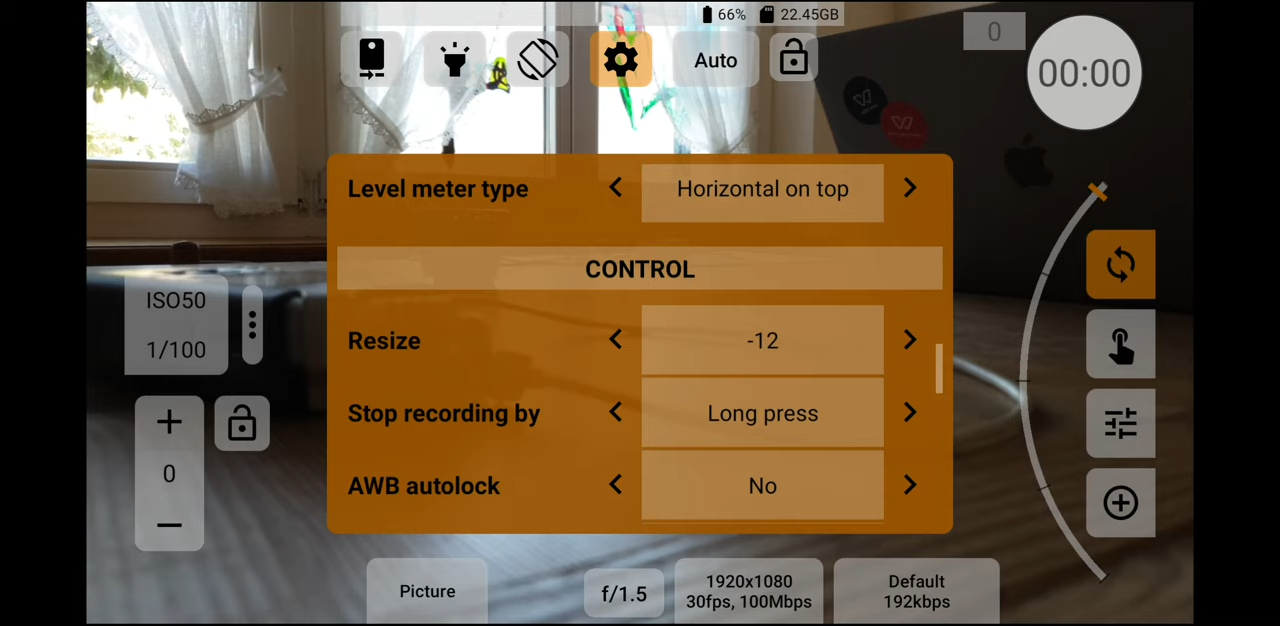 66% 22.45GB
0
00:00
Auto
Level meter type
Horizontal on top
CONTROL
Resize
-12
Stop recording by
Long press
AWB autolock
No
ISO50
1/100
+
0
—
Picture
f/1.5
1920x1080
30fps, 100Mbps
Default
192kbps